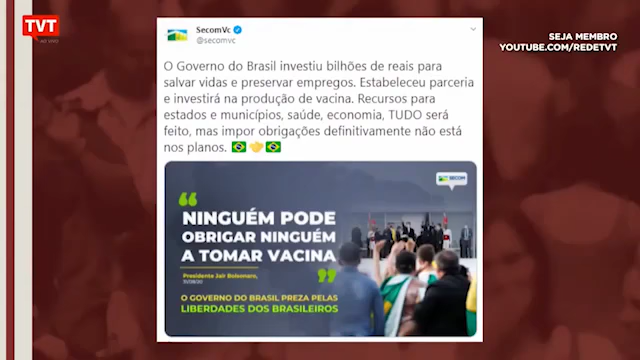 TVT
AO VIVO
SEJA MEMBRO
YOUTUBE.COM/REDETVT
SecomVc
@secomvc
O Governo do Brasil investiu bilhões de reais para
salvar vidas e preservar empregos. Estabeleceu parceria
e investirá na produção de vacina. Recursos para
estados e municípios, saúde, economia, TUDO será
feito, mas impor obrigações definitivamente não está
nos planos. 🇧🇷🤝🇧🇷
SECOM
“
NINGUÉM PODE
OBRIGAR NINGUÉM
A TOMAR VACINA
”
Presidente Jair Bolsonaro,
O GOVERNO DO BRASIL PREZA PELAS
LIBERDADES DOS BRASILEIROS